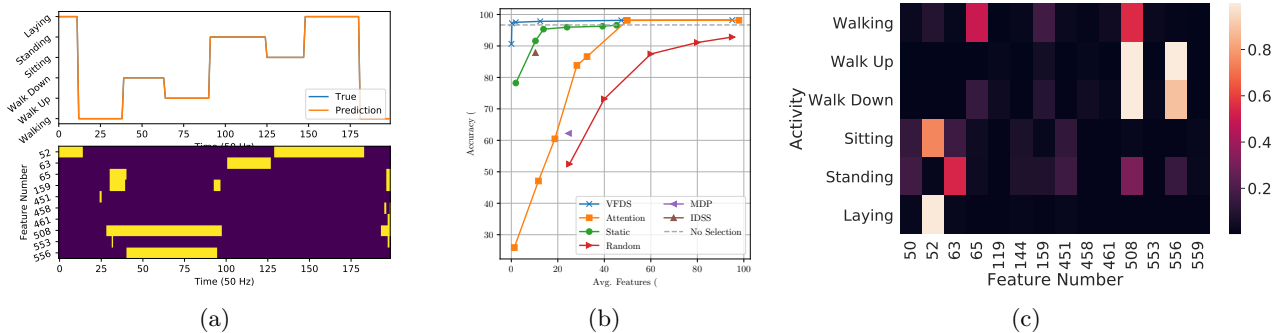 Laying
Standing
Sitting
Walk Down
Walk Up
Walking
True
Prediction
0 25 50 75 100 125 150 175
Time (50 Hz)
Feature Number
52
63
65
159
451
458
461
508
553
556
0 25 50 75 100 125 150 175
Time (50 Hz)
(a)
Accuracy (
100
90
80
70
60
50
40
30
VFDS
Attention
Static
Random
MDP
IDSS
No Selection
0 20 40 60 80 100
Avg. Features (
(b)
Activity
Walking
Walk Up
Walk Down
Sitting
Standing
Laying
50 52 63 65 119 144 159 451 458 461 508 553 556 559
Feature Number
0.8
0.6
0.4
0.2
(c)